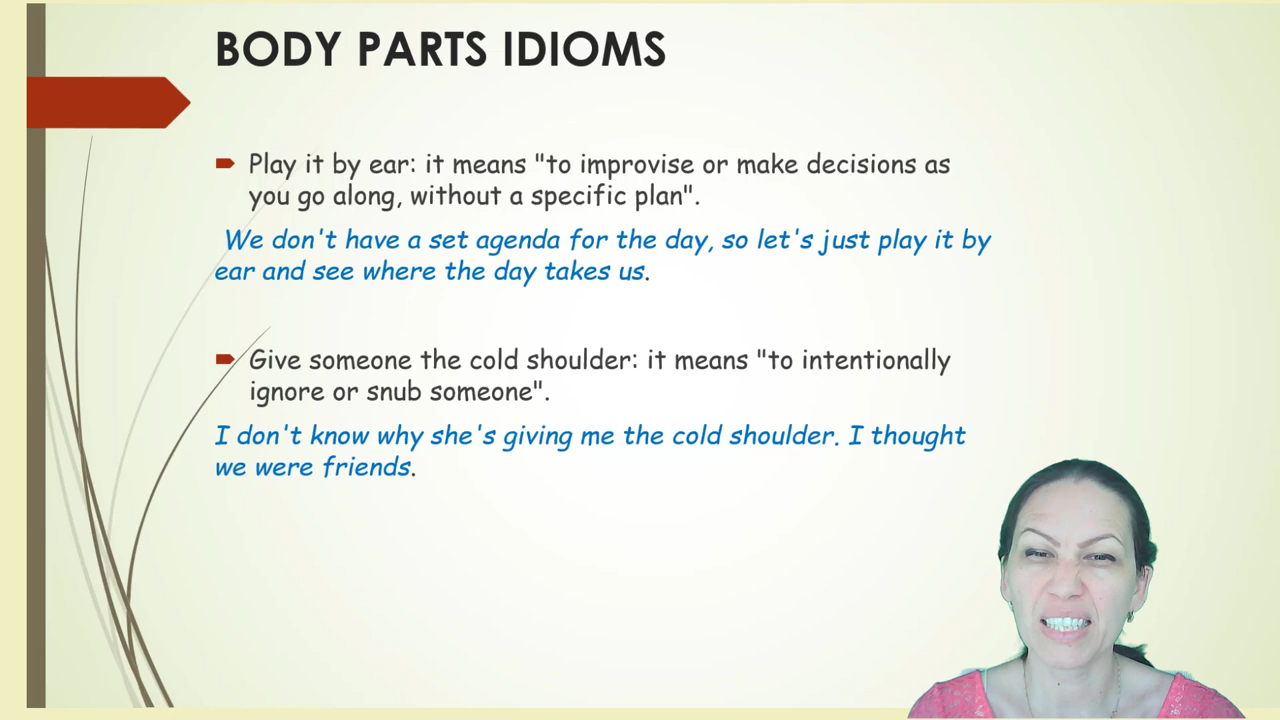 BODY PARTS IDIOMS
Play it by ear: it means "to improvise or make decisions as
you go along, without a specific plan".
We don't have a set agenda for the day, so let's just play it by
ear and see where the day takes us.
Give someone the cold shoulder: it means "to intentionally
ignore or snub someone".
I don't know why she's giving me the cold shoulder. I thought
we were friends.